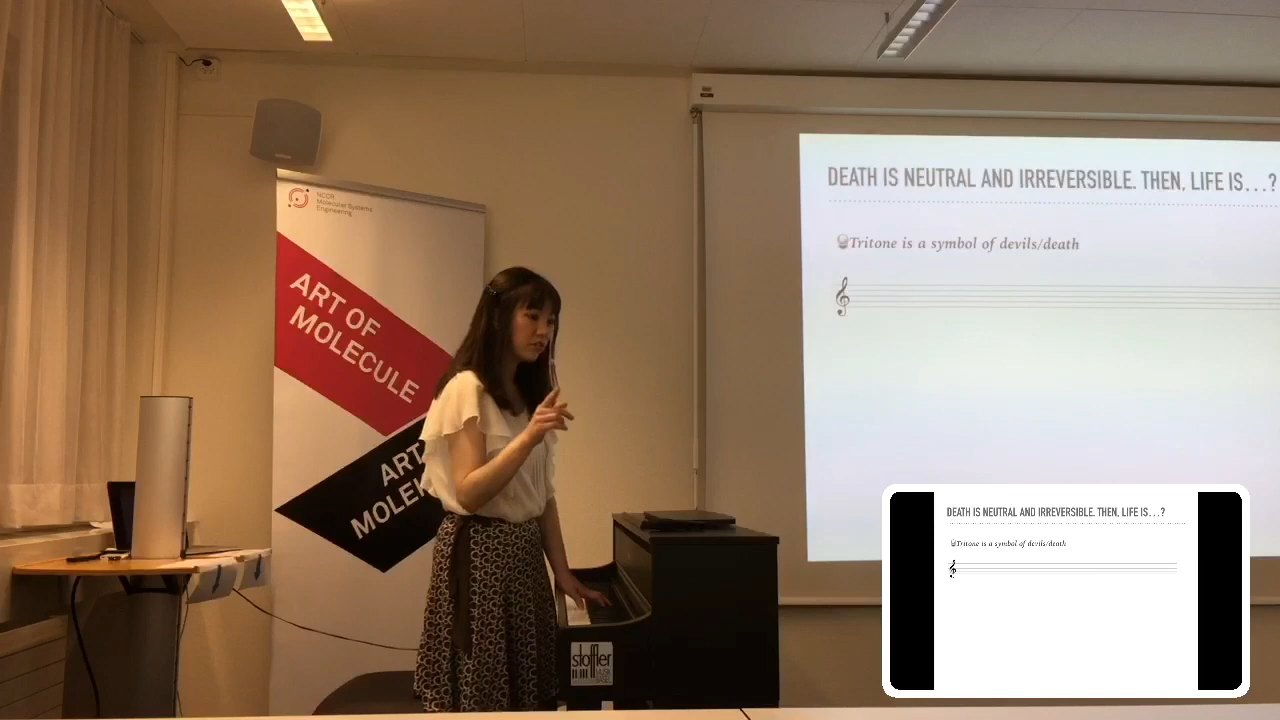 NCCR
Molecular Systems
Engineering
ART OF
MOLECULE
ART
MOLEK
DEATH IS NEUTRAL AND IRREVERSIBLE. THEN, LIFE IS...?
Tritone is a symbol of devils/death
stoffler
MUSIK
DEATH IS NEUTRAL AND IRREVERSIBLE. THEN, LIFE IS...?
Tritone is a symbol of devils/death